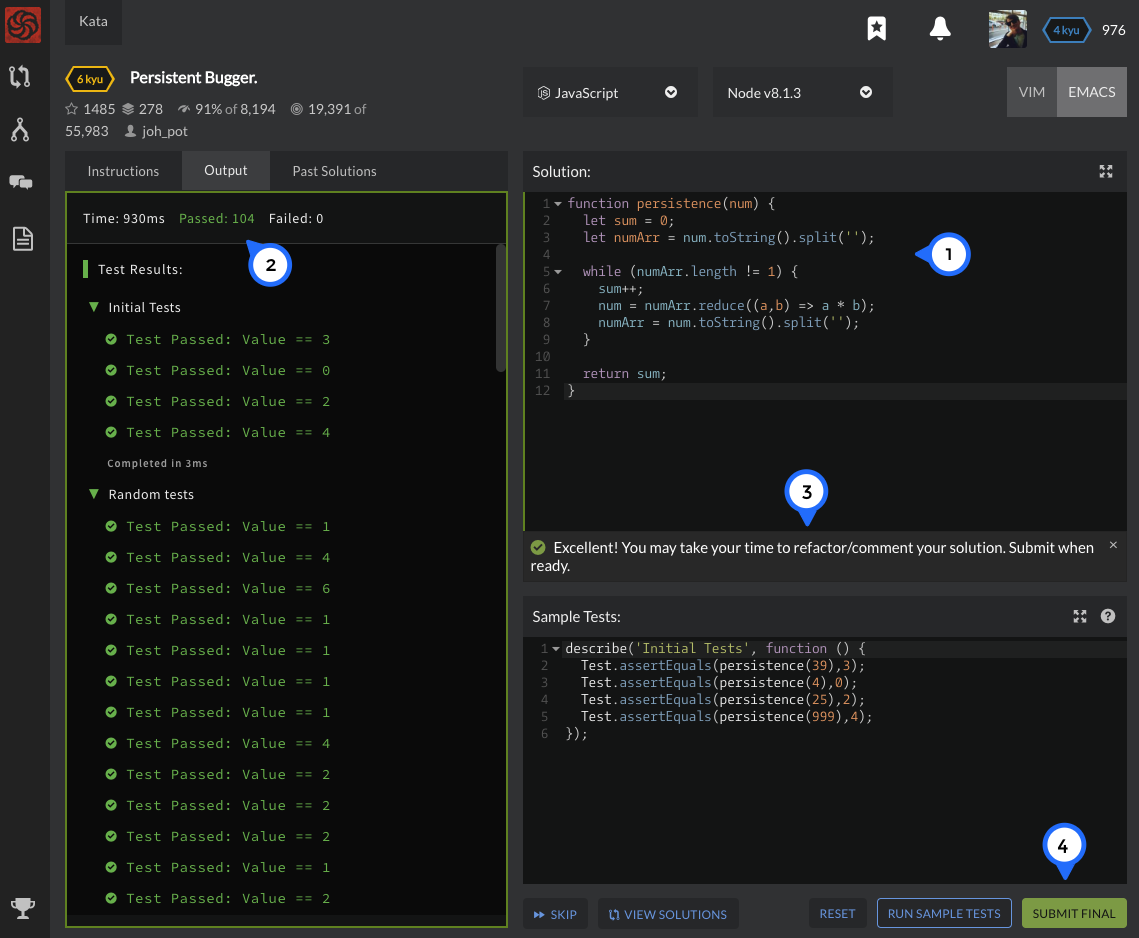 Kata
4 kyu 976
6 kyu Persistent Bugger.
1485 278 91% of 8,194 19,391 of
55,983 joh_pot
JavaScript
Node v8.1.3
VIM EMACS
Instructions Output Past Solutions
Time: 930ms Passed: 104 Failed: 0
2
Test Results:
Initial Tests
Test Passed: Value == 3
Test Passed: Value == 0
Test Passed: Value == 2
Test Passed: Value == 4
Completed in 3ms
Random tests
Test Passed: Value == 1
Test Passed: Value == 4
Test Passed: Value == 6
Test Passed: Value == 1
Test Passed: Value == 1
Test Passed: Value == 1
Test Passed: Value == 1
Test Passed: Value == 4
Test Passed: Value == 2
Test Passed: Value == 2
Test Passed: Value == 2
Test Passed: Value == 1
Test Passed: Value == 2
Solution:
1 function persistence(num) {
2   let sum = 0;
3   let numArr = num.toString().split('');
4
5   while (numArr.length != 1) {
6     sum++;
7     num = numArr.reduce((a,b) => a * b);
8     numArr = num.toString().split('');
9   }
10
11   return sum;
12 }
1
3
Excellent! You may take your time to refactor/comment your solution. Submit when
ready.
×
Sample Tests:
?
1 describe('Initial Tests', function () {
2   Test.assertEquals(persistence(39),3);
3   Test.assertEquals(persistence(4),0);
4   Test.assertEquals(persistence(25),2);
5   Test.assertEquals(persistence(999),4);
6 });
4
SKIP VIEW SOLUTIONS RESET RUN SAMPLE TESTS SUBMIT FINAL